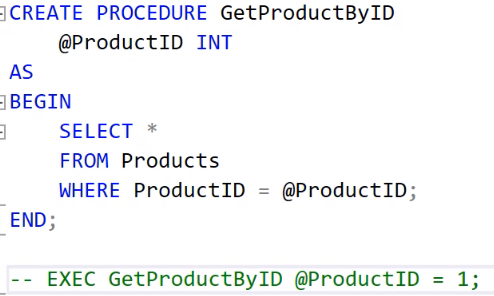 CREATE PROCEDURE GetProductByID
    @ProductID INT
AS
BEGIN
    SELECT *
    FROM Products
    WHERE ProductID = @ProductID;
END;

-- EXEC GetProductByID @ProductID = 1;